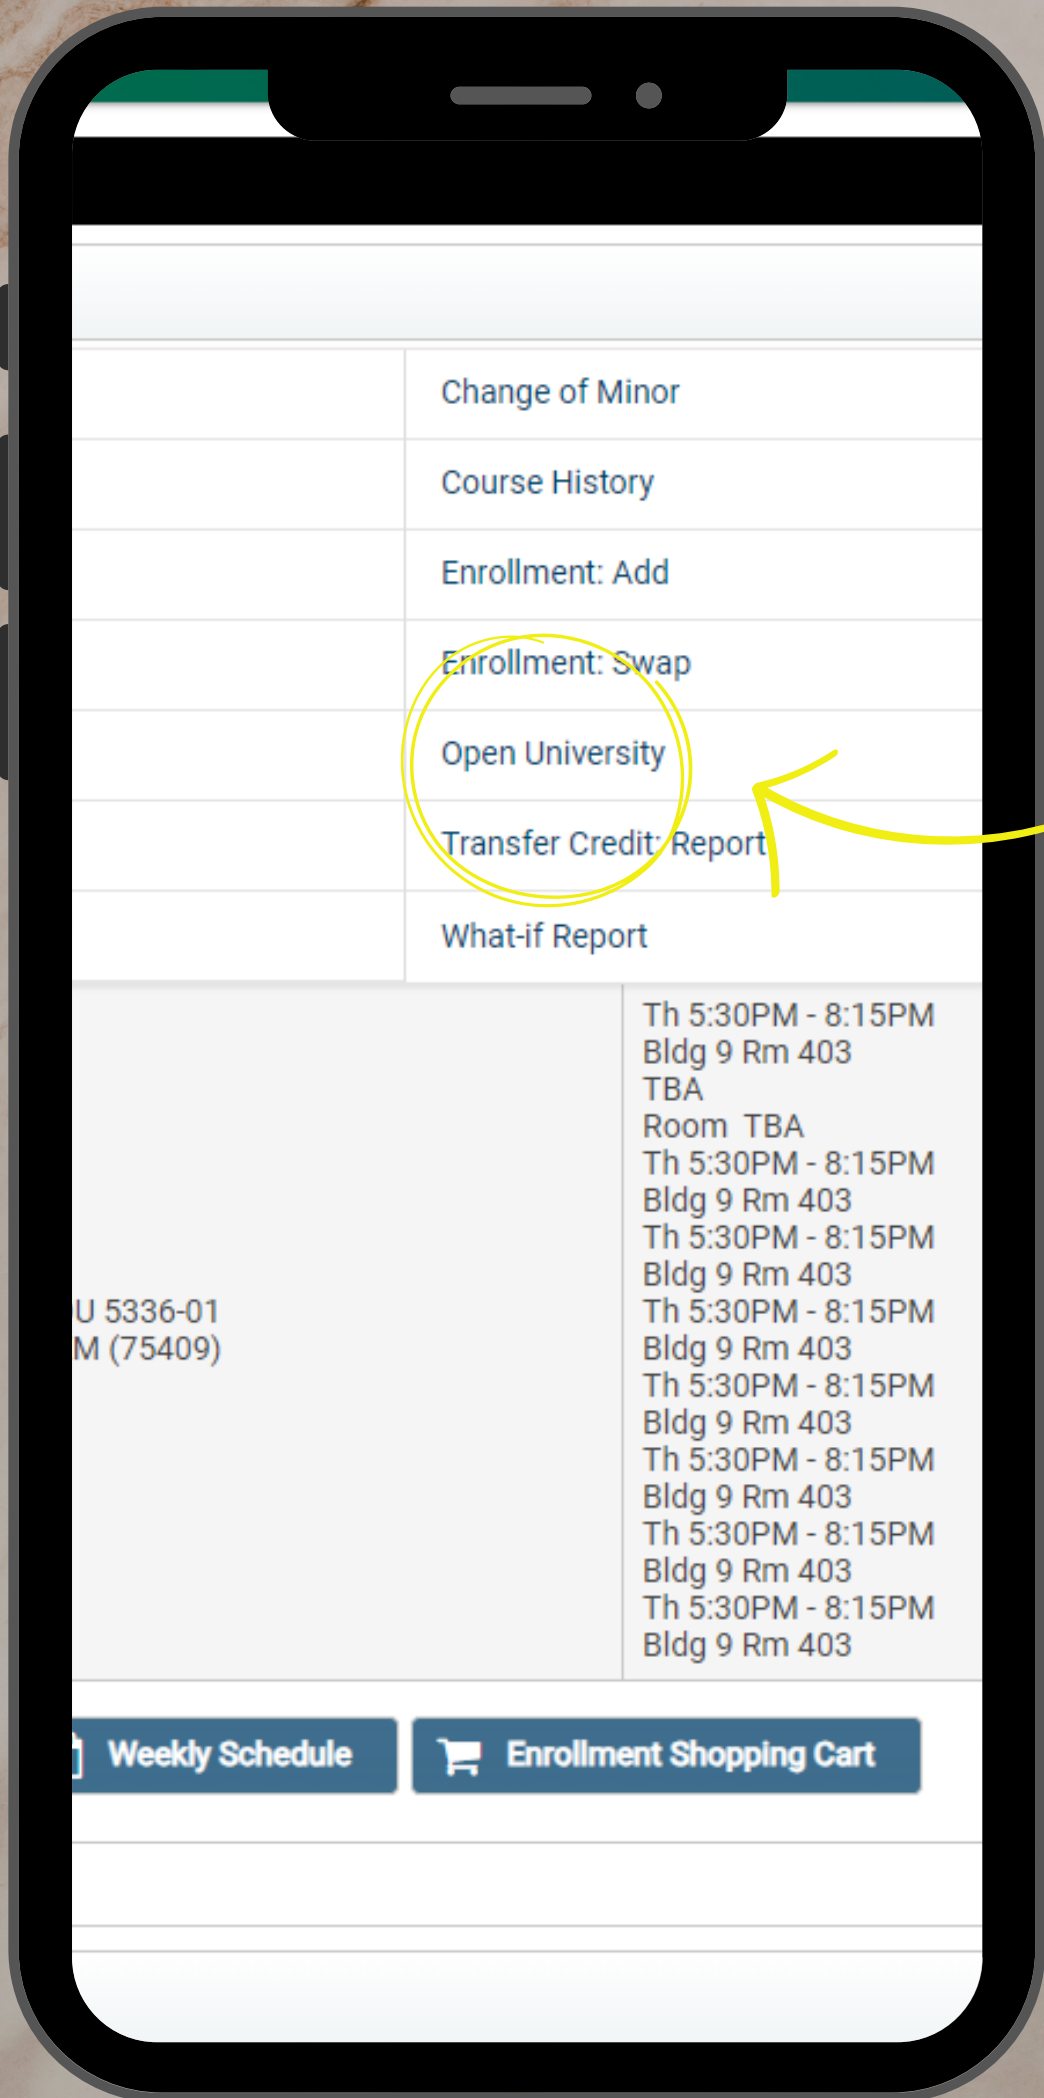 Change of Minor
Course History
Enrollment: Add
Enrollment: Swap
Open University
Transfer Credit: Report
What-if Report
U 5336-01
M (75409)
Th 5:30PM - 8:15PM
Bldg 9 Rm 403
TBA
Room TBA
Th 5:30PM - 8:15PM
Bldg 9 Rm 403
Th 5:30PM - 8:15PM
Bldg 9 Rm 403
Th 5:30PM - 8:15PM
Bldg 9 Rm 403
Th 5:30PM - 8:15PM
Bldg 9 Rm 403
Th 5:30PM - 8:15PM
Bldg 9 Rm 403
Th 5:30PM - 8:15PM
Bldg 9 Rm 403
Th 5:30PM - 8:15PM
Bldg 9 Rm 403
Weekly Schedule
Enrollment Shopping Cart